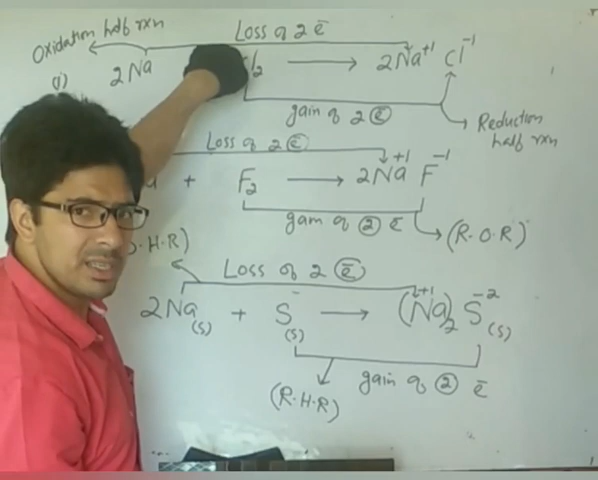 Oxidation half rxn
Loss of 2 ē
(i) 2Na l₂ → 2Na⁺¹ Cl⁻¹
gain of 2 ē
Reduction half rxn
Loss of 2 ē
a + F₂ → 2Na⁺¹ F⁻¹
gain of 2 ē
(R.O.R)
.H.R)
Loss of 2 ē
2Na(s) + S(s) → (Na⁺¹)₂ S⁻²(s)
gain of 2 ē
(R.H.R)